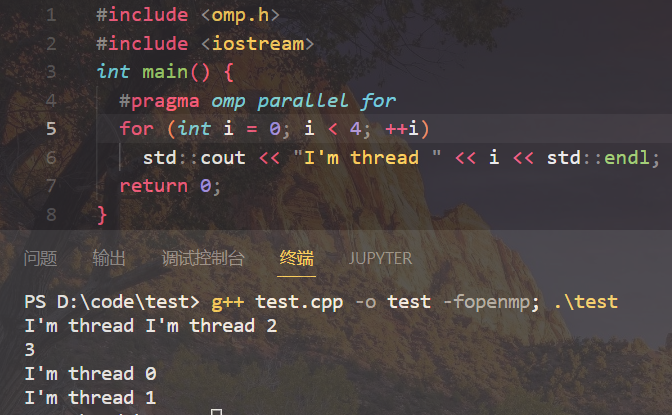 1 #include <omp.h>
2 #include <iostream>
3 int main() {
4 #pragma omp parallel for
5 for (int i = 0; i < 4; ++i)
6 std::cout << "I'm thread " << i << std::endl;
7 return 0;
8 }
问题 输出 调试控制台 终端 JUPYTER
PS D:\code\test> g++ test.cpp -o test -fopenmp; .\test
I'm thread I'm thread 2
3
I'm thread 0
I'm thread 1